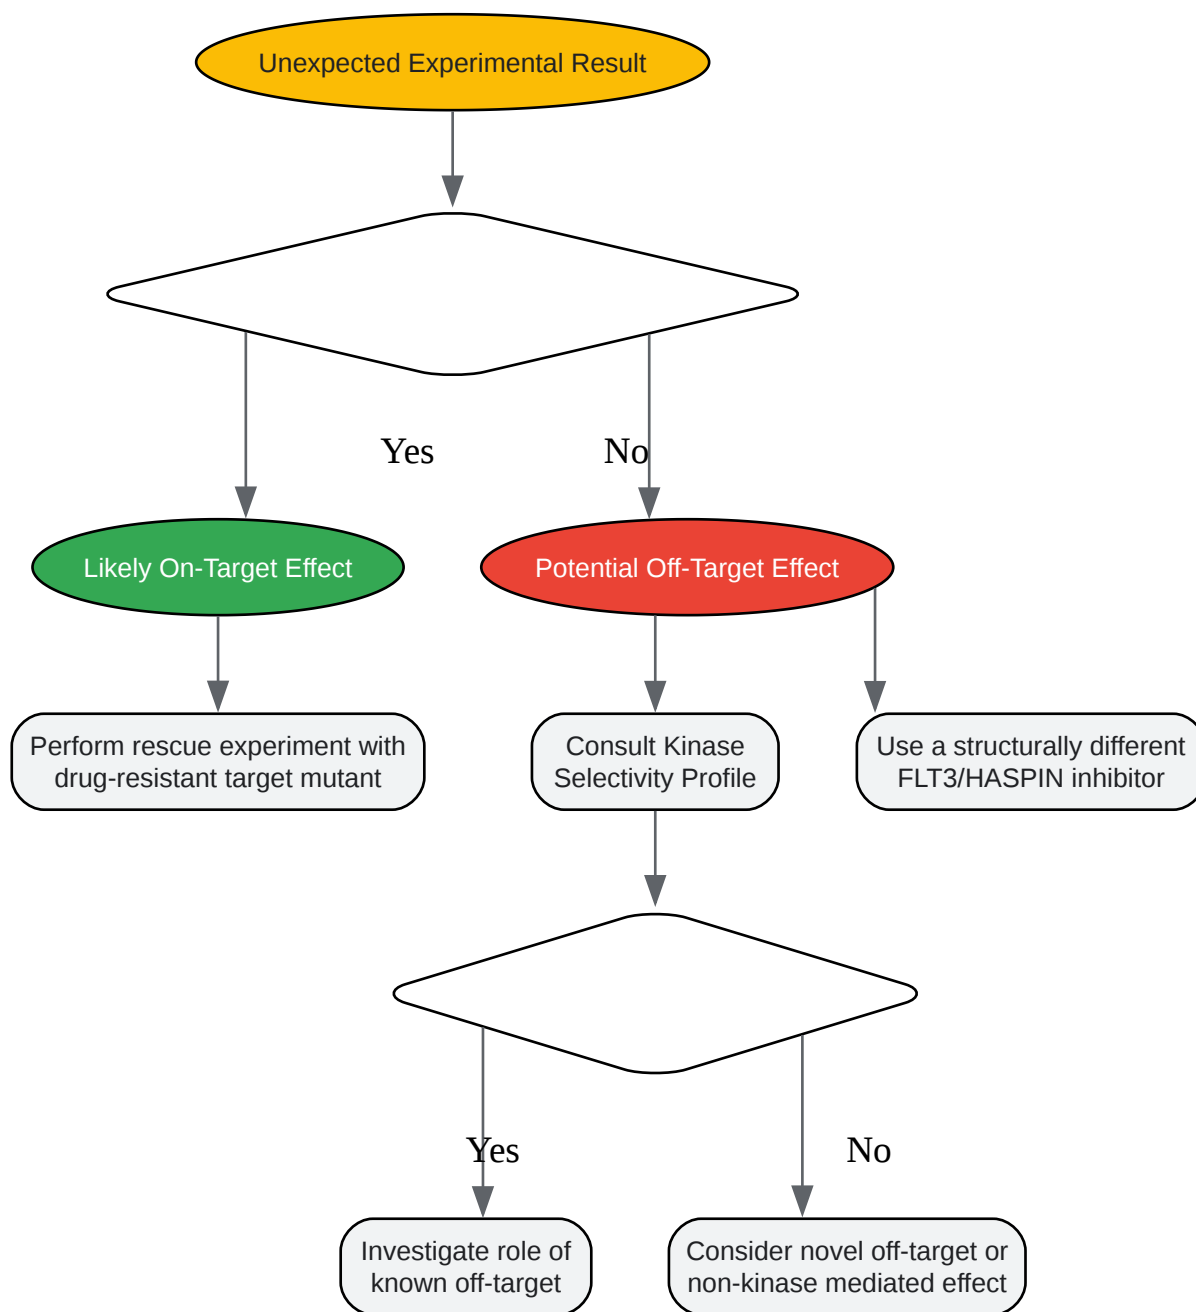 Unexpected Experimental Result
Yes
No
Likely On-Target Effect
Potential Off-Target Effect
Perform rescue experiment with
drug-resistant target mutant
Consult Kinase
Selectivity Profile
Use a structurally different
FLT3/HASPIN inhibitor
Yes
No
Investigate role of
known off-target
Consider novel off-target or
non-kinase mediated effect